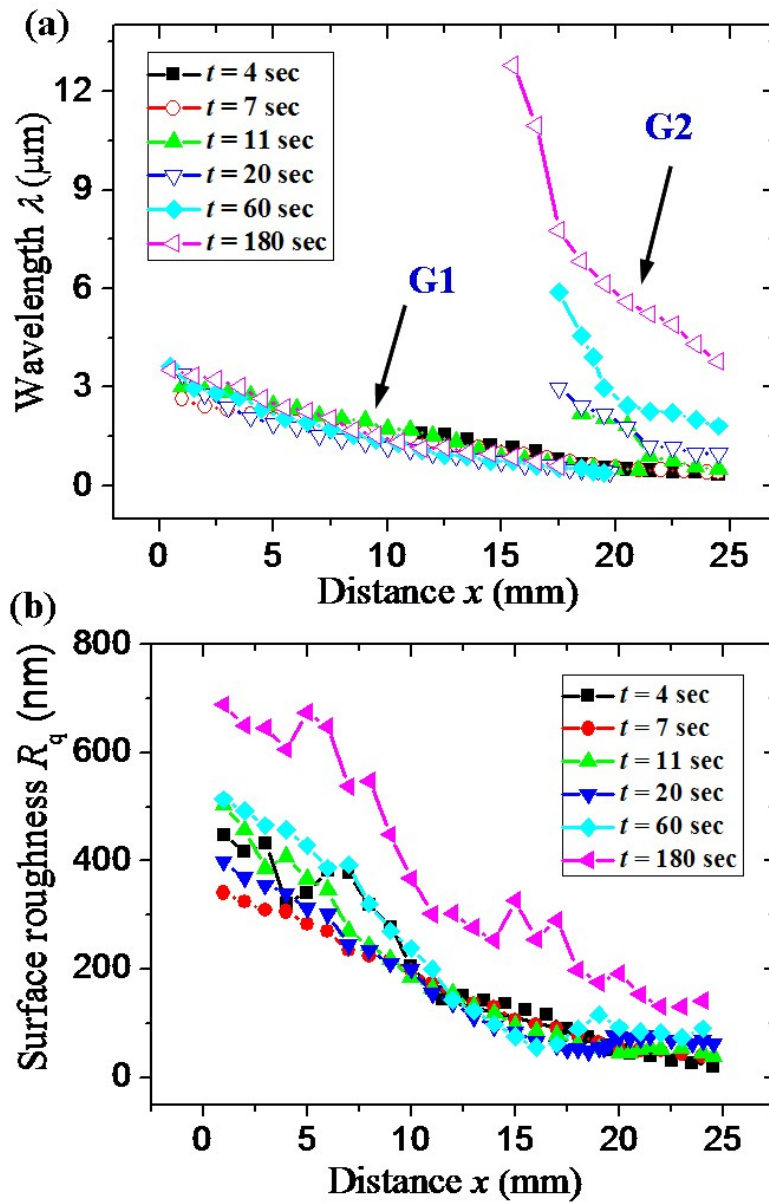 (a)
t = 4 sec
t = 7 sec
t = 11 sec
t = 20 sec
t = 60 sec
t = 180 sec
G1
G2
Wavelength λ (μm)
12
9
6
3
0
0 5 10 15 20 25
Distance x (mm)
(b)
t = 4 sec
t = 7 sec
t = 11 sec
t = 20 sec
t = 60 sec
t = 180 sec
Surface roughness Rq (nm)
800
600
400
200
0
0 5 10 15 20 25
Distance x (mm)